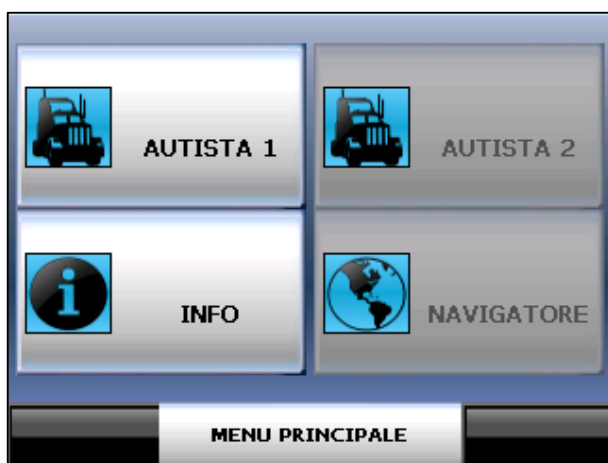 AUTISTA 1
AUTISTA 2
INFO
NAVIGATORE
MENU PRINCIPALE